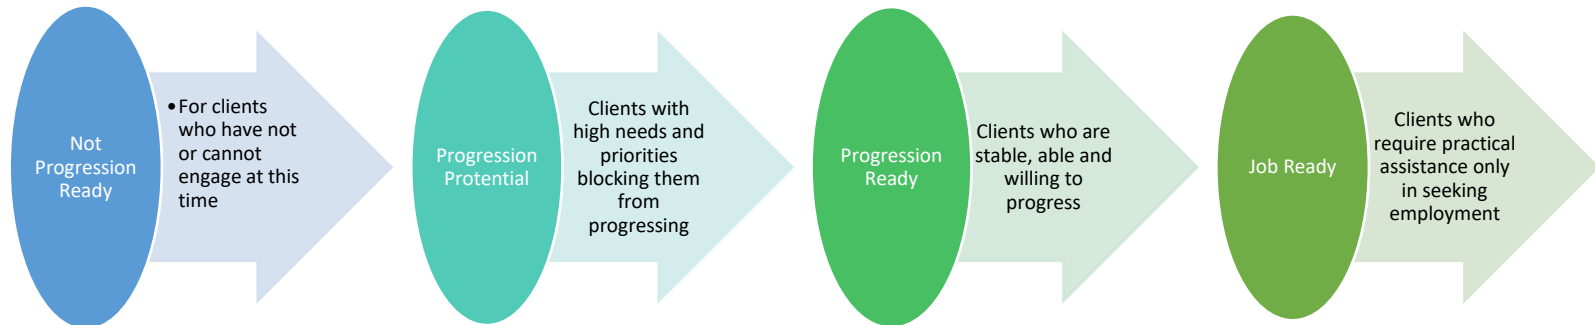 Not
Progression
Ready
•For clients
who have not
or cannot
engage at this
time
Progression
Protential
Clients with
high needs and
priorities
blocking them
from
progressing
Progression
Ready
Clients who are
stable, able and
willing to
progress
Job Ready
Clients who
require practical
assistance only
in seeking
employment